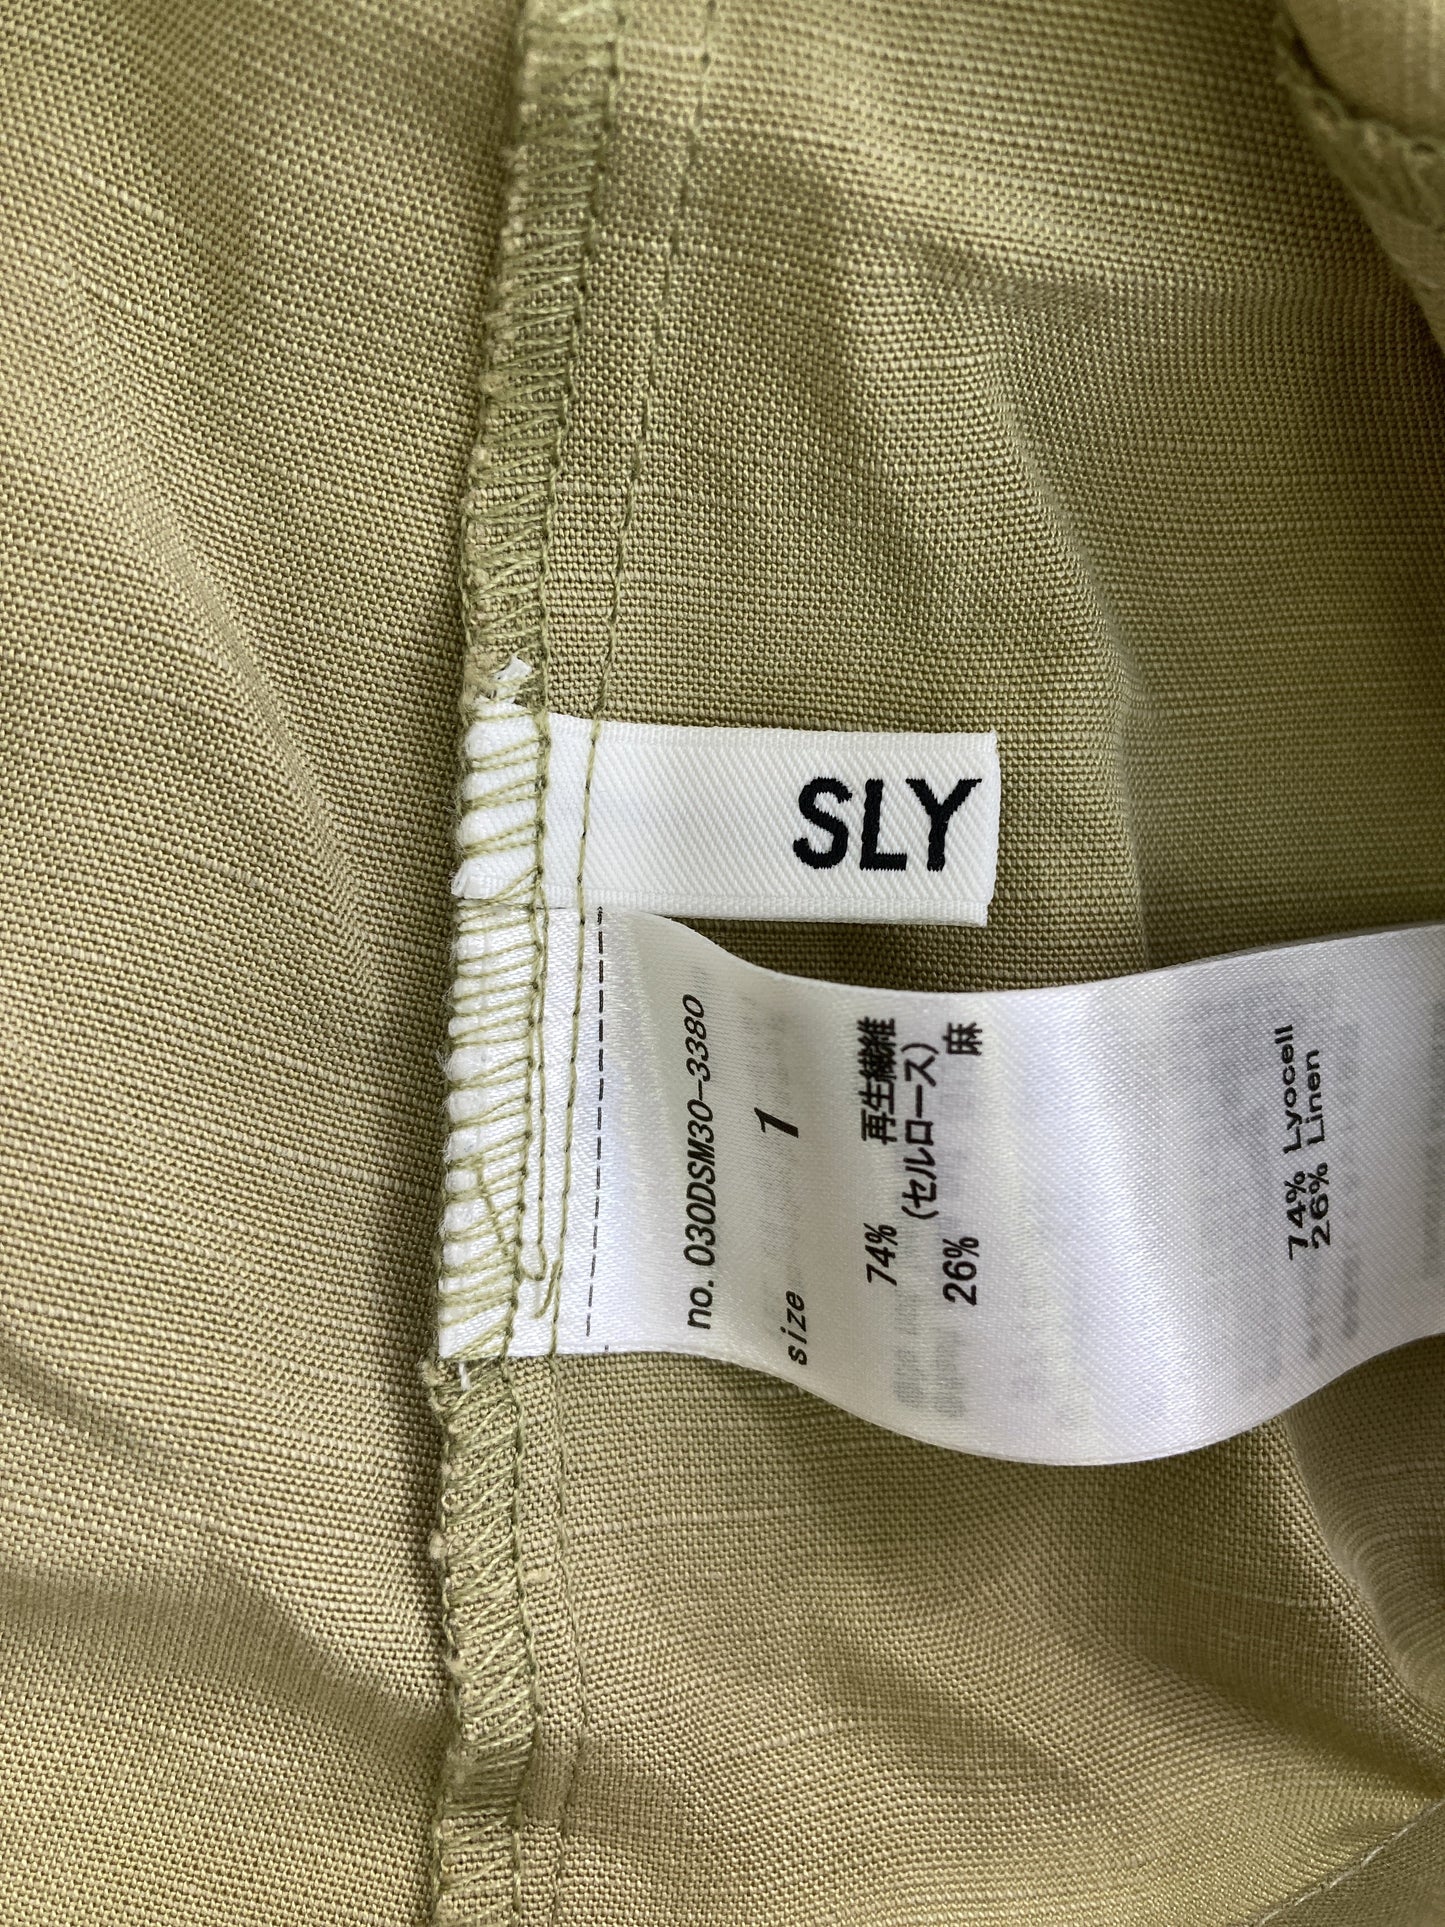 SLY
no. 030DSM30-3380
size 1
74% 再生繊維
(セルロース)
26% 麻
74% Lyocell
26% Linen